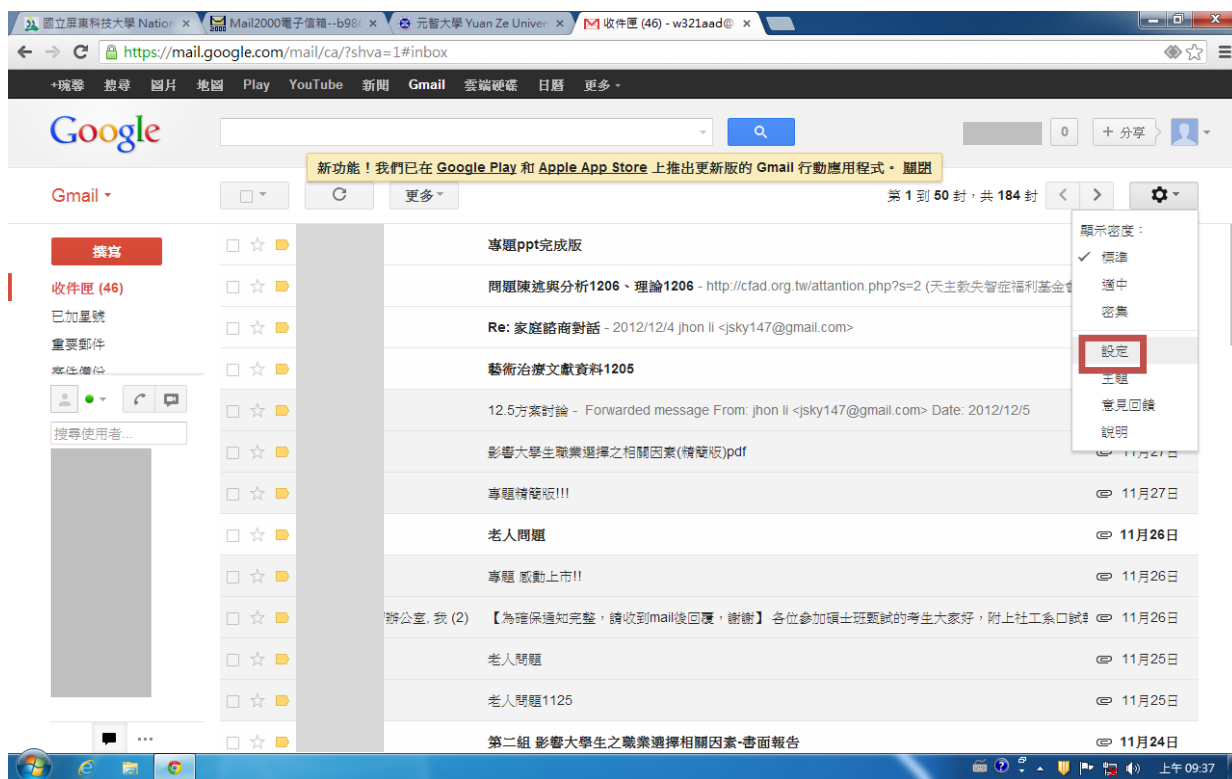 國立屏東科技大學 Nation
Mail2000電子信箱--b98
元智大學 Yuan Ze Univer
收件匣 (46) - w321aad@
https://mail.google.com/mail/ca/?shva=1#inbox
+琬馨 搜尋 圖片 地圖 Play YouTube 新聞 Gmail 雲端硬碟 日曆 更多
Google
0 + 分享
新功能！我們已在 Google Play 和 Apple App Store 上推出更新版的 Gmail 行動應用程式。 關閉
Gmail 更多 第 1 到 50 封，共 184 封
顯示密度：
標準
適中
密集
設定
主題
意見回饋
說明
撰寫
收件匣 (46)
已加星號
重要郵件
寄件備份
搜尋使用者...
專題ppt完成版
問題陳述與分析1206、理論1206 - http://cfad.org.tw/attantion.php?s=2 (天主教失智症福利基金會
Re: 家庭諮商對話 - 2012/12/4 jhon li <jsky147@gmail.com>
藝術治療文獻資料1205
12.5方案討論 - Forwarded message From: jhon li <jsky147@gmail.com> Date: 2012/12/5
影響大學生職業選擇之相關因素(精簡版)pdf 11月27日
專題精簡版!!! 11月27日
老人問題 11月26日
專題 感動上市!! 11月26日
辦公室, 我 (2) 【為確保通知完整，請收到mail後回覆，謝謝】 各位參加碩士班甄試的考生大家好，附上社工系口試 11月26日
老人問題 11月25日
老人問題1125 11月25日
第二組 影響大學生之職業選擇相關因素-書面報告 11月24日
上午 09:37